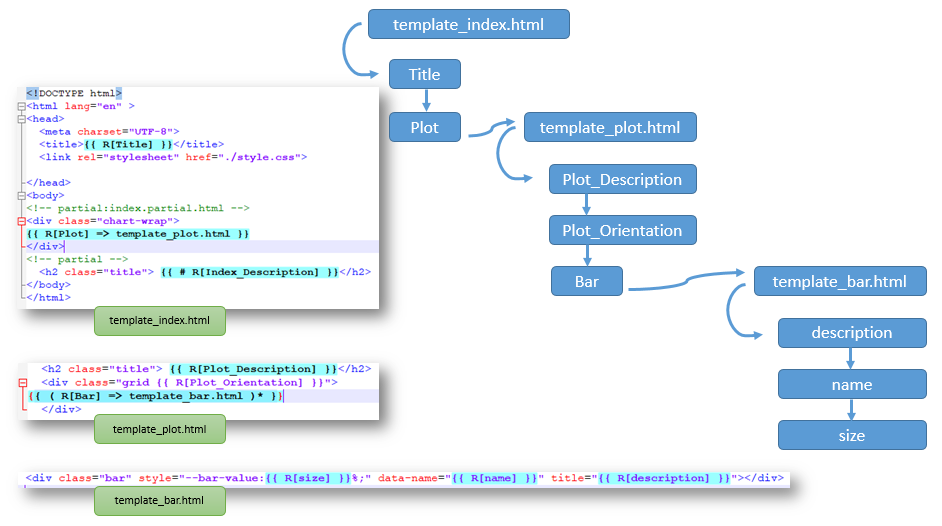 template_index.html
Title
Plot
template_plot.html
Plot_Description
Plot_Orientation
Bar
template_bar.html
description
name
size
<!DOCTYPE html>
<html lang="en" >
<head>
<meta charset="UTF-8">
<title>{{ R[Title] }}</title>
<link rel="stylesheet" href="./style.css">
</head>
<body>
<!-- partial:index.partial.html -->
<div class="chart-wrap">
{{ R[Plot] => template_plot.html }}
</div>
<!-- partial -->
<h2 class="title"> {{ # R[Index_Description] }}</h2>
</body>
</html>
template_index.html
<h2 class="title"> {{ R[Plot_Description] }}</h2>
<div class="grid {{ R[Plot_Orientation] }}">
{{ ( R[Bar] => template_bar.html )* }}
</div>
template_plot.html
<div class="bar" style="--bar-value:{{ R[size] }}%;" data-name="{{ R[name] }}" title="{{ R[description] }}"></div>
template_bar.html